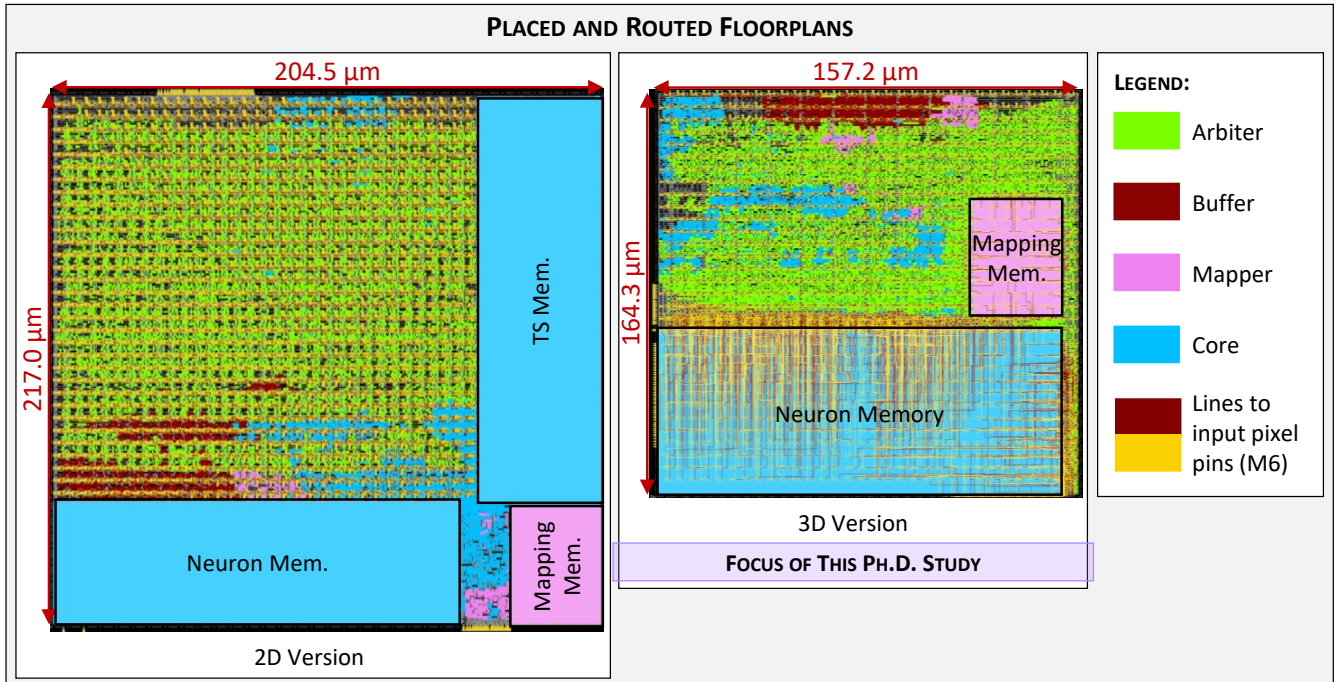 PLACED AND ROUTED FLOORPLANS
204.5 µm
217.0 µm
TS Mem.
Neuron Mem.
Mapping
Mem.
2D Version
157.2 µm
164.3 µm
Mapping
Mem.
Neuron Memory
3D Version
FOCUS OF THIS PH.D. STUDY
LEGEND:
Arbiter
Buffer
Mapper
Core
Lines to
input pixel
pins (M6)